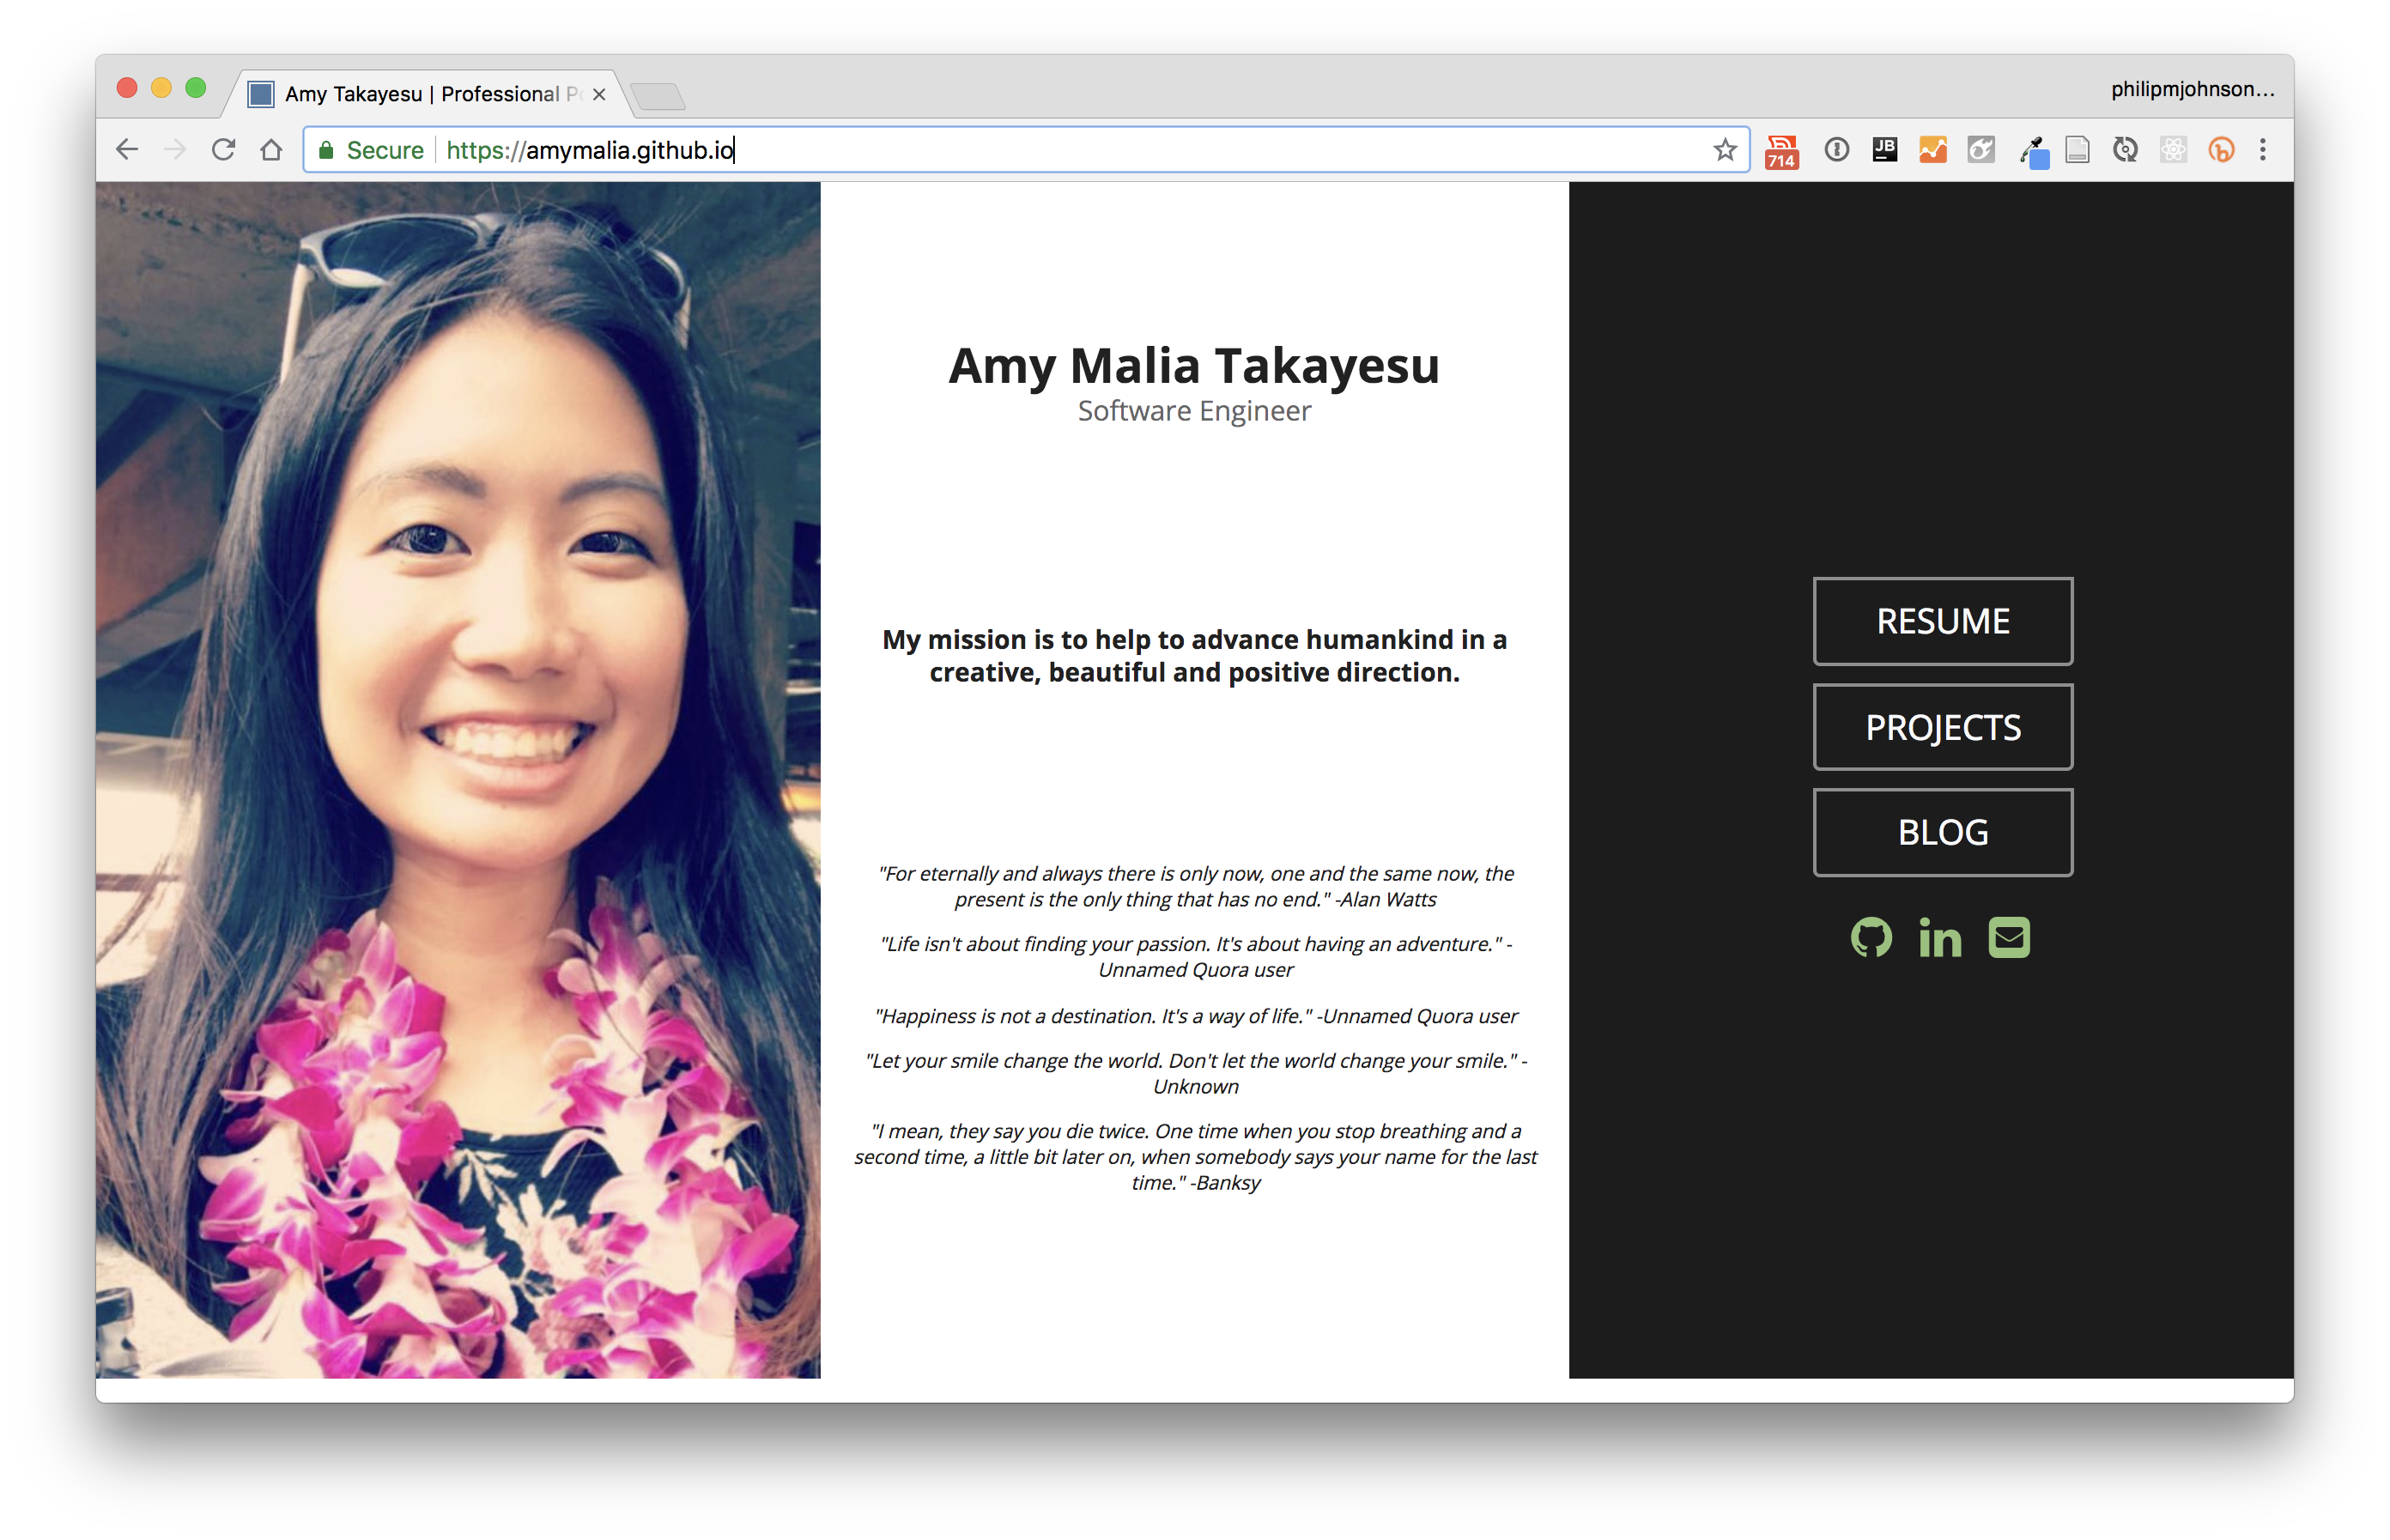 Amy Takayesu | Professional Po
philipmjohnson...
Secure
https://amymalia.github.io
714
JB
Amy Malia Takayesu
Software Engineer
My mission is to help to advance humankind in a
creative, beautiful and positive direction.
"For eternally and always there is only now, one and the same now, the
present is the only thing that has no end." -Alan Watts
"Life isn't about finding your passion. It's about having an adventure." -
Unnamed Quora user
"Happiness is not a destination. It's a way of life." -Unnamed Quora user
"Let your smile change the world. Don't let the world change your smile." -
Unknown
"I mean, they say you die twice. One time when you stop breathing and a
second time, a little bit later on, when somebody says your name for the last
time." -Banksy
RESUME
PROJECTS
BLOG
in